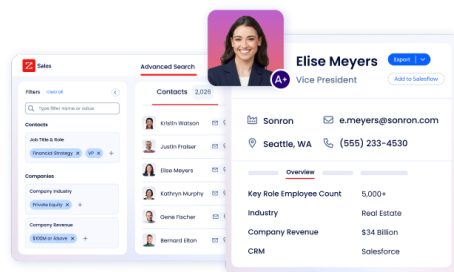 Z Sales
Advanced Search
Filters Clear all
Type filter name or value
Contacts
Job Title & Role
Financial Strategy × VP × +
Companies
Company Industry
Private Equity × +
Company Revenue
$100M or Above × +
Contacts 2,026
Kristin Watson
Justin Fraiser
Elise Meyers
Kathryn Murphy
Gene Fischer
Bernard Elton
A+
Elise Meyers
Vice President
Export
Add to Salesflow
Sonron
e.meyers@sonron.com
Seattle, WA
(555) 233-4530
Overview
Key Role Employee Count 5,000+
Industry Real Estate
Company Revenue $34 Billion
CRM Salesforce